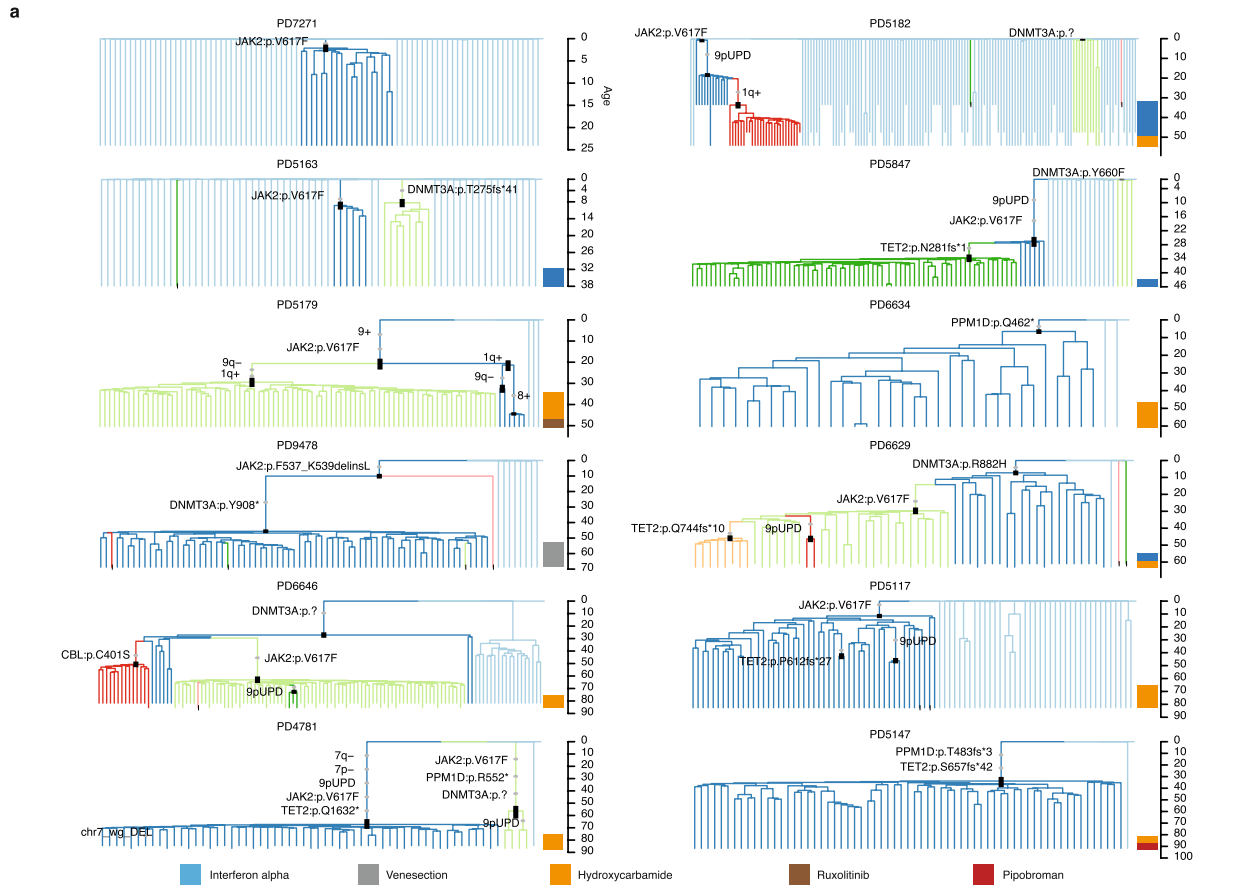 a
PD7271
JAK2:p.V617F
0
5
10
15
20
25
Age
PD5182
JAK2:p.V617F
DNMT3A:p.?
9pUPD
1q+
0
10
20
30
40
50
PD5163
JAK2:p.V617F
DNMT3A:p.T275fs*41
0
4
8
14
20
26
32
38
PD5847
DNMT3A:p.Y660F
9pUPD
JAK2:p.V617F
TET2:p.N281fs*1
0
4
10
16
22
28
34
40
46
PD5179
9+
JAK2:p.V617F
9q−
1q+
1q+
9q−
8+
0
10
20
30
40
50
PD6634
PPM1D:p.Q462*
0
10
20
30
40
50
60
PD9478
JAK2:p.F537_K539delinsL
DNMT3A:p.Y908*
0
10
20
30
40
50
60
70
PD6629
DNMT3A:p.R882H
JAK2:p.V617F
TET2:p.Q744fs*10
9pUPD
0
10
20
30
40
50
60
PD6646
DNMT3A:p.?
CBL:p.C401S
JAK2:p.V617F
9pUPD
0
10
20
30
40
50
60
70
80
90
PD5117
JAK2:p.V617F
9pUPD
TET2:p.P612fs*27
0
10
20
30
40
50
60
70
80
90
PD4781
7q−
7p−
9pUPD
JAK2:p.V617F
TET2:p.Q1632*
chr7_wg_DEL
JAK2:p.V617F
PPM1D:p.R552*
DNMT3A:p.?
9pUPD
0
10
20
30
40
50
60
70
80
90
PD5147
PPM1D:p.T483fs*3
TET2:p.S657fs*42
0
10
20
30
40
50
60
70
80
90
100
Interferon alpha
Venesection
Hydroxycarbamide
Ruxolitinib
Pipobroman